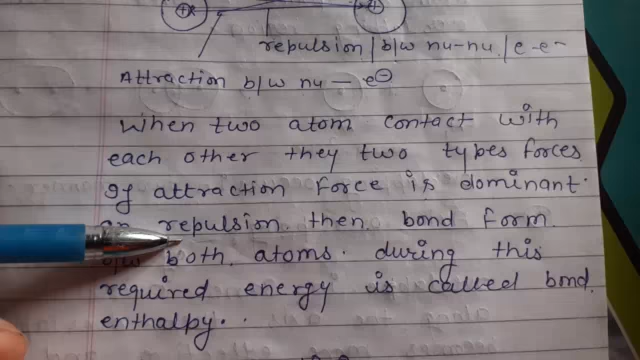 repulsion / b/w nu-nu / e-e-
Attraction b/w nu — e⊖
When two atom contact with
each other they two types forces
If attraction force is dominant
repulsion then bond form
both atoms. during this
required energy is called bond
enthalpy..